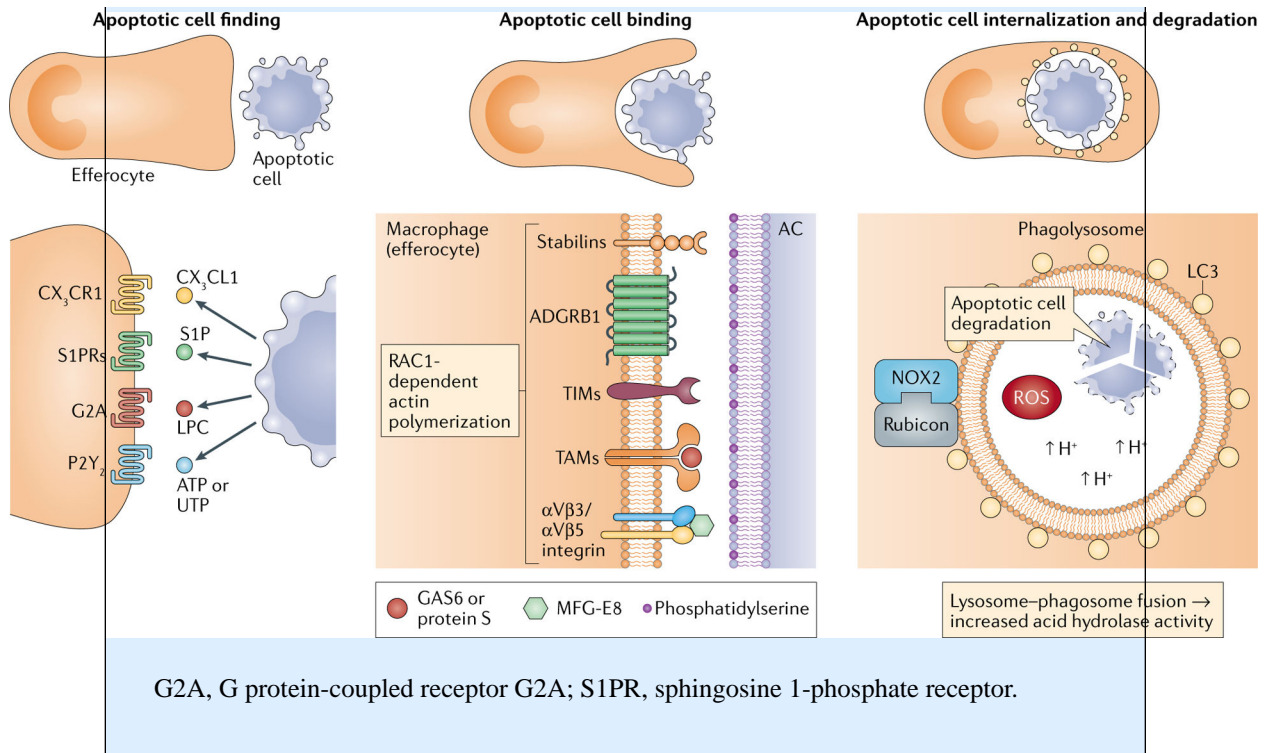 Apoptotic cell finding
Efferocyte
Apoptotic
cell
CX₃CR1
S1PRs
G2A
P2Y₂
CX₃CL1
S1P
LPC
ATP or
UTP
Apoptotic cell binding
Macrophage
(efferocyte)
RAC1-
dependent
actin
polymerization
Stabilins
ADGRB1
TIMs
TAMs
αVβ3/
αVβ5
integrin
AC
GAS6 or
protein S
MFG-E8
Phosphatidylserine
Apoptotic cell internalization and degradation
Phagolysosome
LC3
Apoptotic cell
degradation
NOX2
Rubicon
ROS
↑ H⁺
↑ H⁺
↑ H⁺
Lysosome–phagosome fusion →
increased acid hydrolase activity
G2A, G protein-coupled receptor G2A; S1PR, sphingosine 1-phosphate receptor.